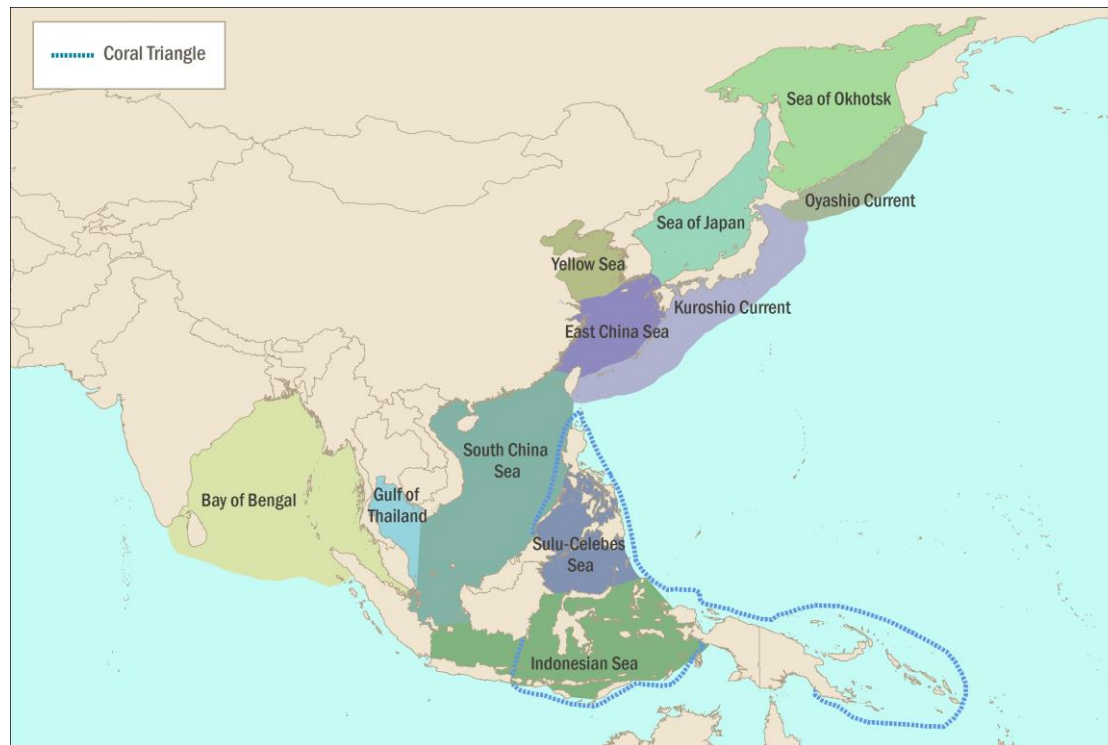 Coral Triangle
Sea of Okhotsk
Oyashio Current
Sea of Japan
Yellow Sea
Kuroshio Current
East China Sea
South China
Sea
Bay of Bengal
Gulf of
Thailand
Sulu-Celebes
Sea
Indonesian Sea